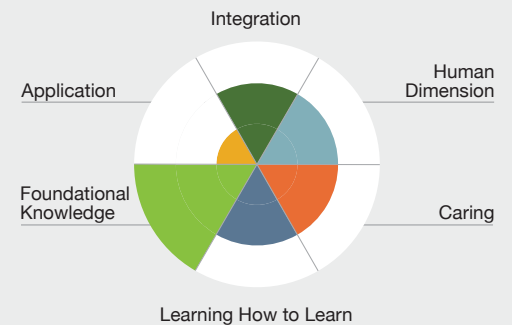 Integration
Application
Human
Dimension
Foundational
Knowledge
Caring
Learning How to Learn